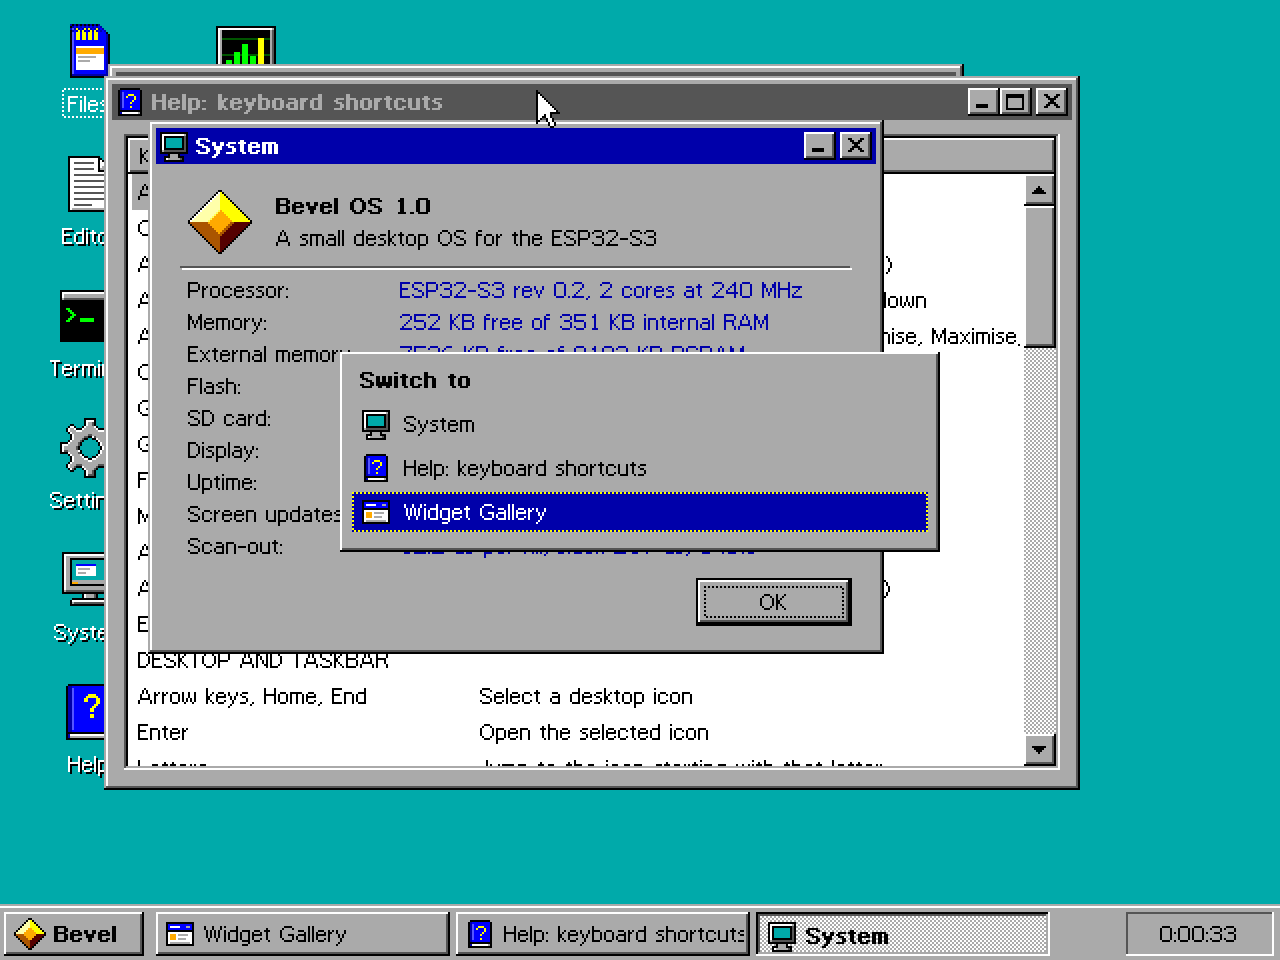 Files
Help: keyboard shortcuts
System
Bevel OS 1.0
A small desktop OS for the ESP32-S3
Processor: ESP32-S3 rev 0.2, 2 cores at 240 MHz
Memory: 252 KB free of 351 KB internal RAM
External memory:
Flash:
SD card:
Display:
Uptime:
Screen updates
Scan-out:
OK
Switch to
System
Help: keyboard shortcuts
Widget Gallery
Maximise,
DESKTOP AND TASKBAR
Arrow keys, Home, End Select a desktop icon
Enter Open the selected icon
Help
Bevel
Widget Gallery
Help: keyboard shortcuts
System
0:00:33